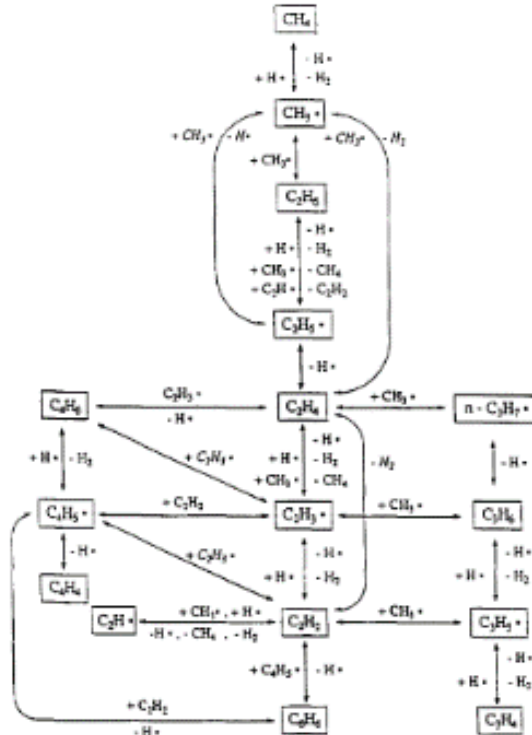 CH₄
- H•
+ H• - H₂
CH₃•
+ CH₃• - H• + CH₃• - H₂
+ CH₃•
C₂H₆
- H•
+ H• - H₂
+ CH₃• - CH₄
+ C₂H• - C₂H₂
C₂H₅•
- H•
C₄H₆ C₂H₃• C₂H₄ + CH₃• n - C₃H₇•
- H•
- H•
+ H• - H₂ + C₂H₃• + H• - H₂ - H₂ - H•
+ CH₃• - CH₄
C₄H₅• + C₂H₂ C₂H₃• + CH₃• C₃H₆
- H• + C₂H₃• - H• - H•
+ H• - H₂ + H• - H₂
C₄H₄
C₂H• + CH₃•, + H• C₂H₂ + CH₃• C₃H₅•
-H•, - CH₄, - H₂
+ C₄H₅• - H• - H•
+ H• - H₂
+ C₂H₂
- H•
C₆H₆ C₃H₄